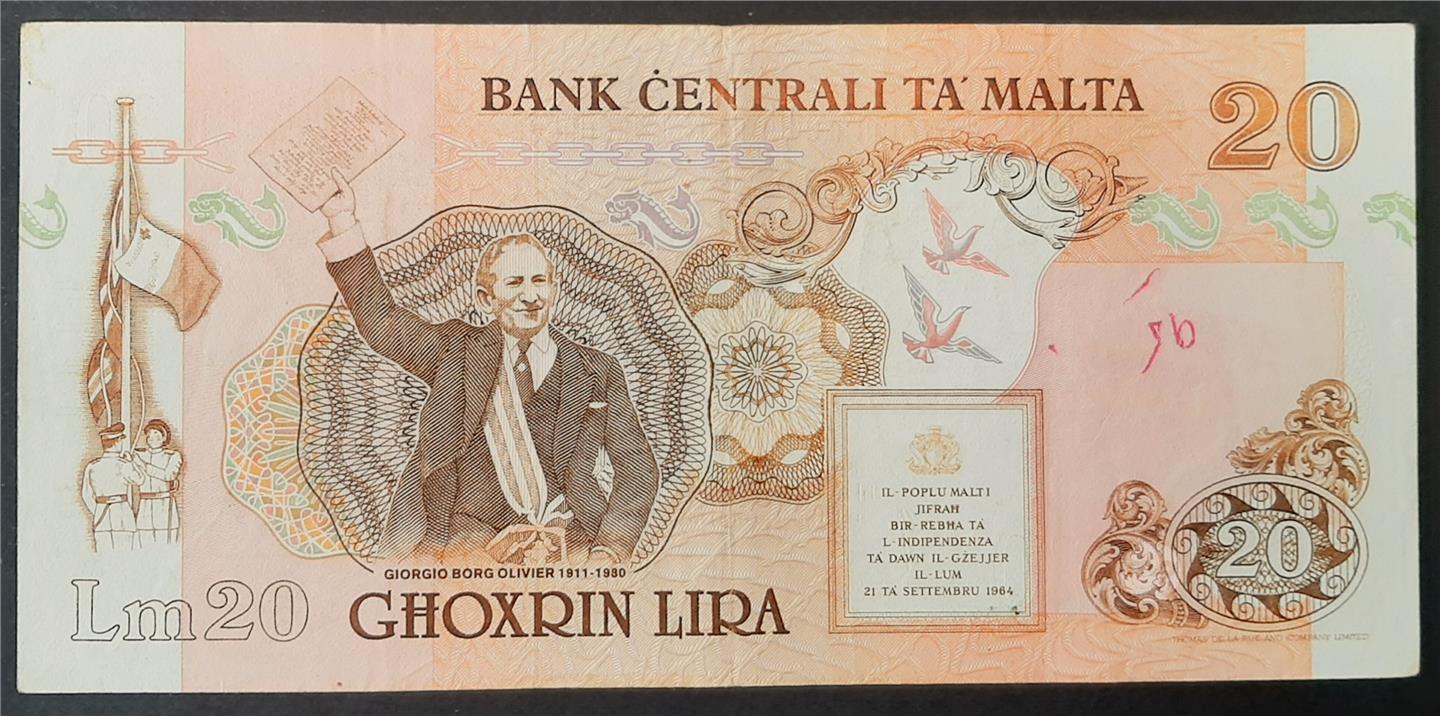 BANK ĊENTRALI TA' MALTA
20
GIORGIO BORG OLIVIER 1911-1980
Lm20
GĦOXRIN LIRA
IL-POPLU MALTI
JIFRAĦ
BIR-REBĦA TA'
L-INDIPENDENZA
TA' DAWN IL-GŻEJJER
IL-LUM
21 TA' SETTEMBRU 1964
20
THOMAS DE LA RUE AND COMPANY LIMITED